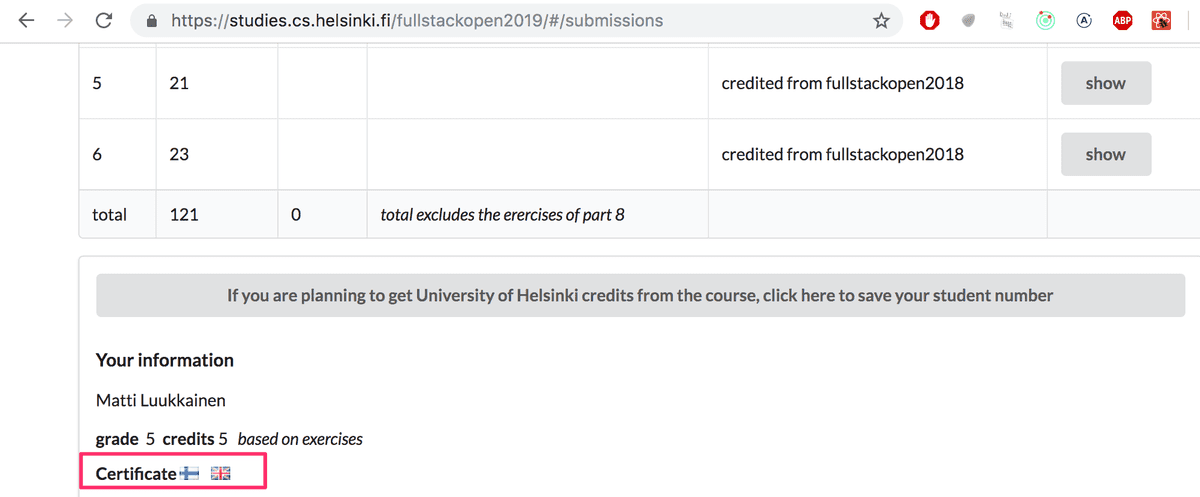 https://studies.cs.helsinki.fi/fullstackopen2019/#/submissions
ABP
5 21 credited from fullstackopen2018 show
6 23 credited from fullstackopen2018 show
total 121 0 total excludes the erercises of part 8
If you are planning to get University of Helsinki credits from the course, click here to save your student number
Your information
Matti Luukkainen
grade 5 credits 5 based on exercises
Certificate